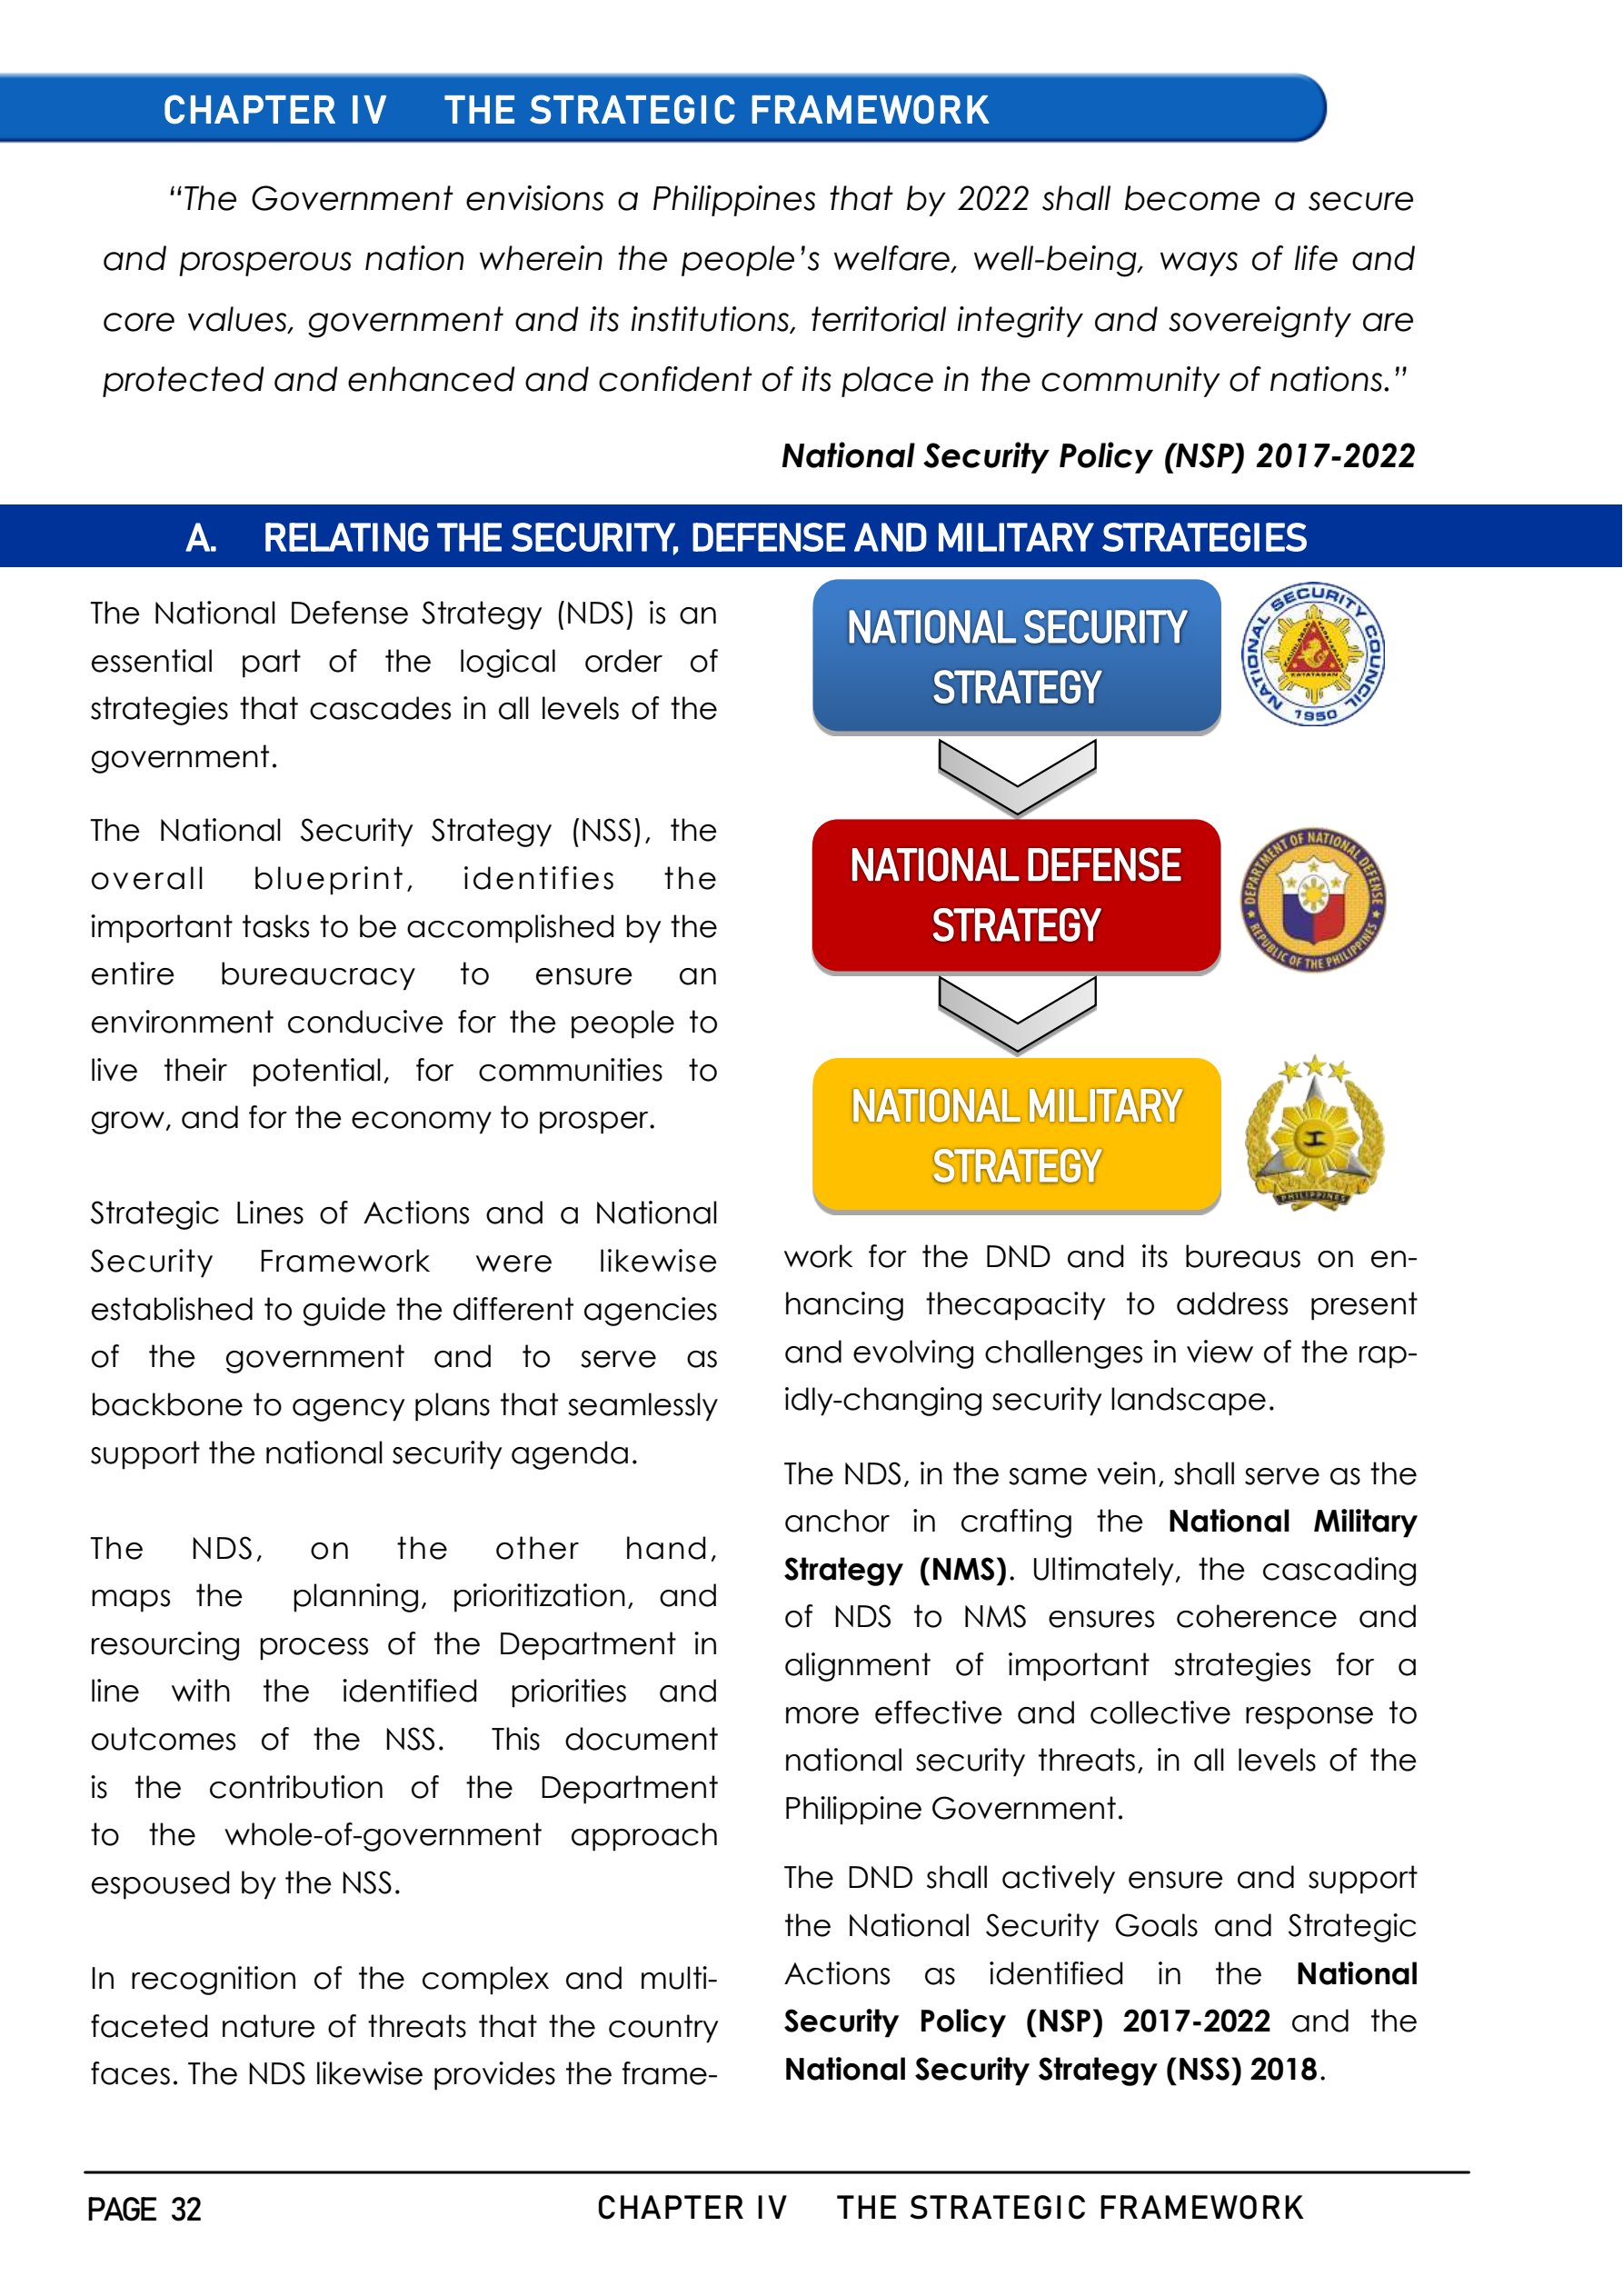 CHAPTER IV THE STRATEGIC FRAMEWORK
“The Government envisions a Philippines that by 2022 shall become a secure
and prosperous nation wherein the people’s welfare, well-being, ways of life and
core values, government and its institutions, territorial integrity and sovereignty are
protected and enhanced and confident of its place in the community of nations.”
National Security Policy (NSP) 2017-2022
A. RELATING THE SECURITY, DEFENSE AND MILITARY STRATEGIES
The National Defense Strategy (NDS) is an
essential part of the logical order of
strategies that cascades in all levels of the
government.
The National Security Strategy (NSS), the
overall blueprint, identifies the
important tasks to be accomplished by the
entire bureaucracy to ensure an
environment conducive for the people to
live their potential, for communities to
grow, and for the economy to prosper.
Strategic Lines of Actions and a National
Security Framework were likewise
established to guide the different agencies
of the government and to serve as
backbone to agency plans that seamlessly
support the national security agenda.
The NDS, on the other hand,
maps the planning, prioritization, and
resourcing process of the Department in
line with the identified priorities and
outcomes of the NSS. This document
is the contribution of the Department
to the whole-of-government approach
espoused by the NSS.
In recognition of the complex and multi-
faceted nature of threats that the country
faces. The NDS likewise provides the frame-
NATIONAL SECURITY
STRATEGY
NATIONAL SECURITY COUNCIL
KATATAGAN
1950
NATIONAL DEFENSE
STRATEGY
DEPARTMENT OF NATIONAL DEFENSE
REPUBLIC OF THE PHILIPPINES
NATIONAL MILITARY
STRATEGY
PHILIPPINES
work for the DND and its bureaus on en-
hancing thecapacity to address present
and evolving challenges in view of the rap-
idly-changing security landscape.
The NDS, in the same vein, shall serve as the
anchor in crafting the National Military
Strategy (NMS). Ultimately, the cascading
of NDS to NMS ensures coherence and
alignment of important strategies for a
more effective and collective response to
national security threats, in all levels of the
Philippine Government.
The DND shall actively ensure and support
the National Security Goals and Strategic
Actions as identified in the National
Security Policy (NSP) 2017-2022 and the
National Security Strategy (NSS) 2018.
PAGE 32
CHAPTER IV THE STRATEGIC FRAMEWORK